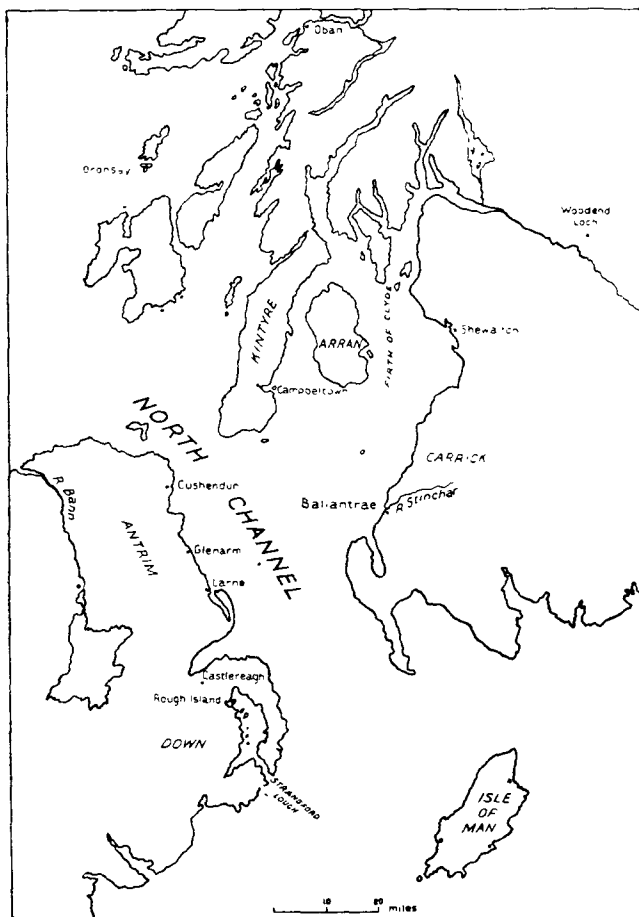 Oban
Oronsay
Woodend
Loch
KINTYRE
ARRAN
FIRTH OF CLYDE
Shewalton
Campbeltown
NORTH CHANNEL
CARRICK
Cushendun
R. Bann
Ballantrae
R. Stinchar
ANTRIM
Glenarm
Larne
Castlereagh
Rough Island
DOWN
STRANGFORD
LOUGH
ISLE
OF
MAN
10 20
miles